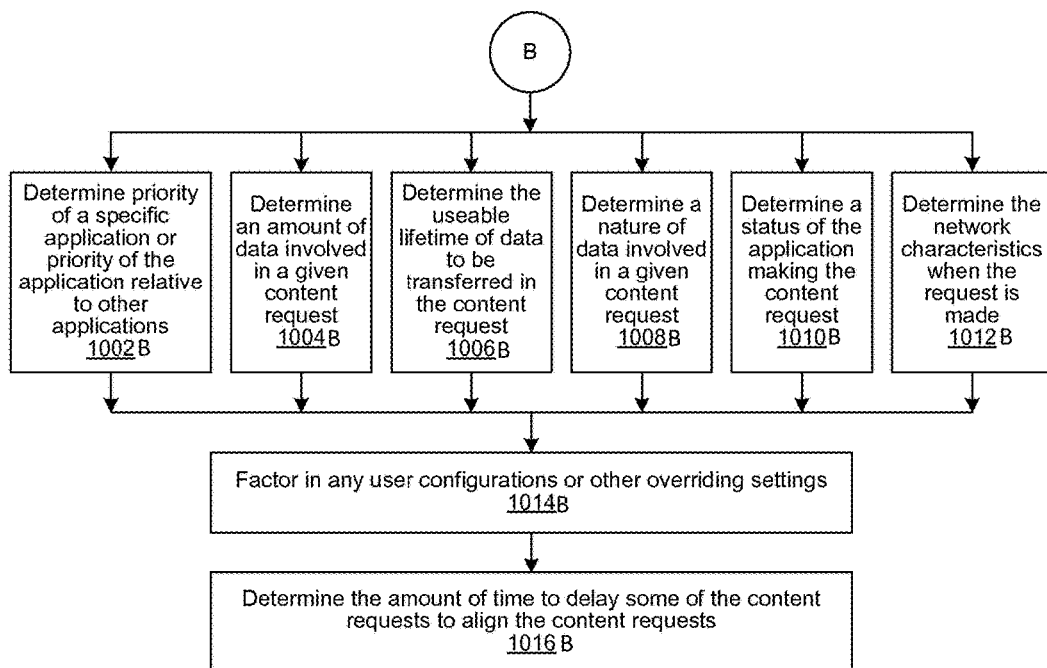 B
Determine priority
of a specific
application or
priority of the
application relative
to other
applications
1002B
Determine
an amount of
data involved
in a given
content
request
1004B
Determine the
useable
lifetime of data
to be
transferred in
the content
request
1006B
Determine a
nature of
data involved
in a given
content
request
1008B
Determine a
status of the
application
making the
content
request
1010B
Determine the
network
characteristics
when the
request is
made
1012B
Factor in any user configurations or other overriding settings
1014B
Determine the amount of time to delay some of the content
requests to align the content requests
1016B